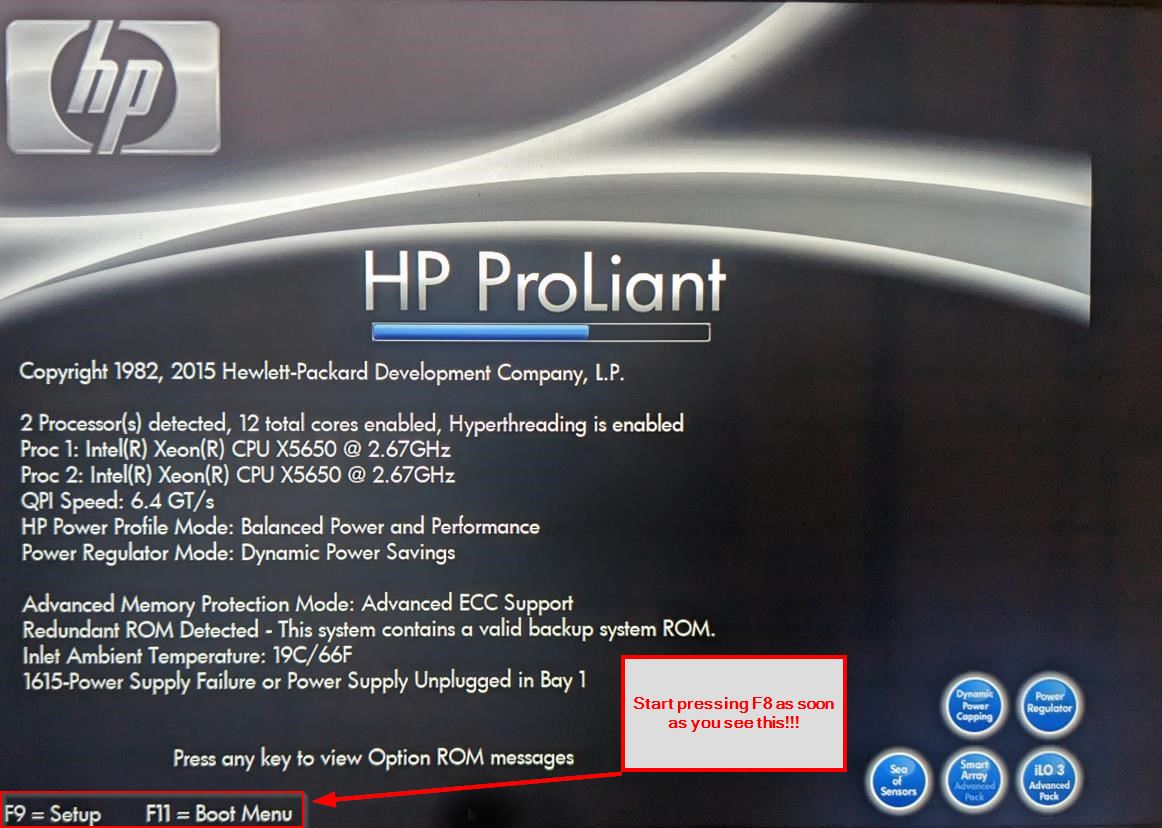 hp
HP ProLiant
Copyright 1982, 2015 Hewlett-Packard Development Company, L.P.
2 Processor(s) detected, 12 total cores enabled, Hyperthreading is enabled
Proc 1: Intel(R) Xeon(R) CPU X5650 @ 2.67GHz
Proc 2: Intel(R) Xeon(R) CPU X5650 @ 2.67GHz
QPI Speed: 6.4 GT/s
HP Power Profile Mode: Balanced Power and Performance
Power Regulator Mode: Dynamic Power Savings
Advanced Memory Protection Mode: Advanced ECC Support
Redundant ROM Detected - This system contains a valid backup system ROM.
Inlet Ambient Temperature: 19C/66F
1615-Power Supply Failure or Power Supply Unplugged in Bay 1
Start pressing F8 as soon
as you see this!!!
Press any key to view Option ROM messages
F9 = Setup F11 = Boot Menu
Dynamic
Power
Capping
Power
Regulator
Sea
of
Sensors
Smart
Array
Advanced
Pack
iLO 3
Advanced
Pack